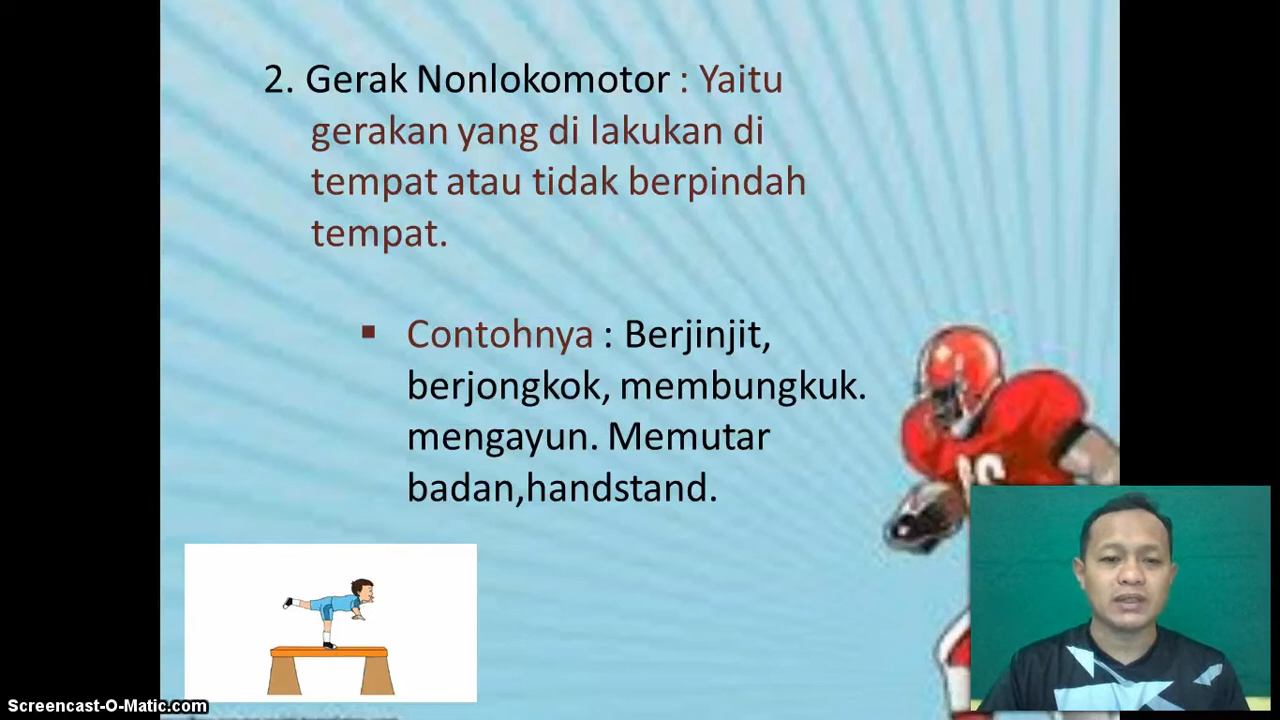 2. Gerak Nonlokomotor : Yaitu
gerakan yang di lakukan di
tempat atau tidak berpindah
tempat.
▪ Contohnya : Berjinjit,
berjongkok, membungkuk.
mengayun. Memutar
badan,handstand.
Screencast-O-Matic.com